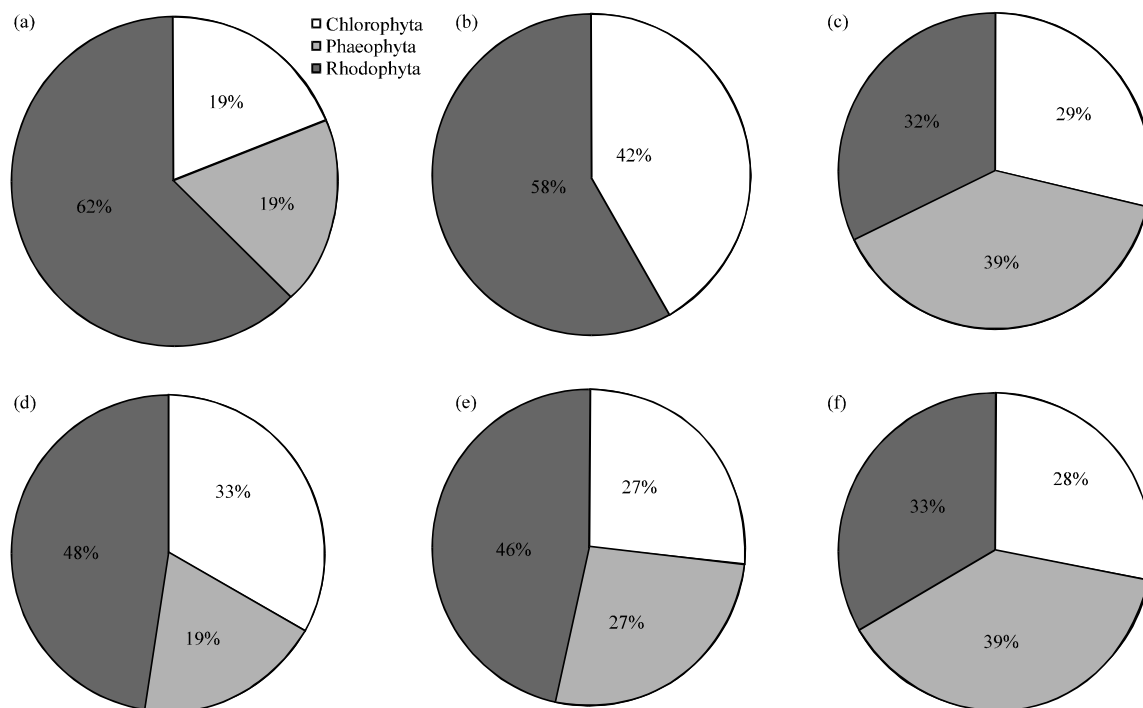 (a)
Chlorophyta
Phaeophyta
Rhodophyta
19%
19%
62%
(b)
42%
58%
(c)
32%
29%
39%
(d)
33%
48%
19%
(e)
27%
46%
27%
(f)
28%
33%
39%